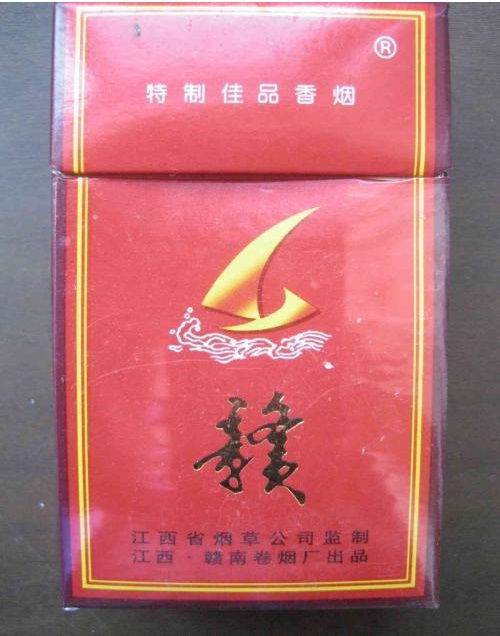 ®
特制佳品香烟
赣
江西省烟草公司监制
江西·赣南卷烟厂出品